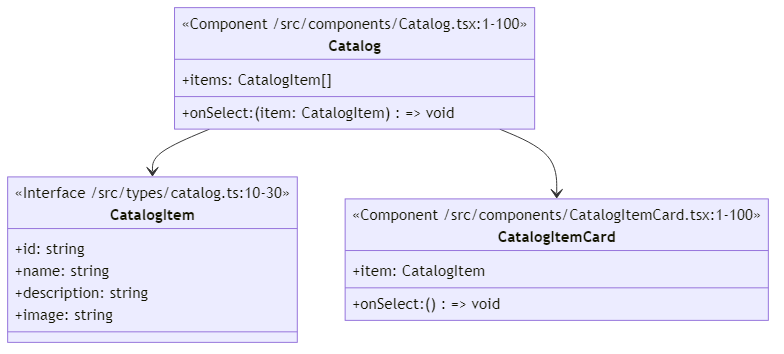 «Component /src/components/Catalog.tsx:1-100»
Catalog
+items: CatalogItem[]
+onSelect:(item: CatalogItem) : => void
«Interface /src/types/catalog.ts:10-30»
CatalogItem
+id: string
+name: string
+description: string
+image: string
«Component /src/components/CatalogItemCard.tsx:1-100»
CatalogItemCard
+item: CatalogItem
+onSelect:() : => void